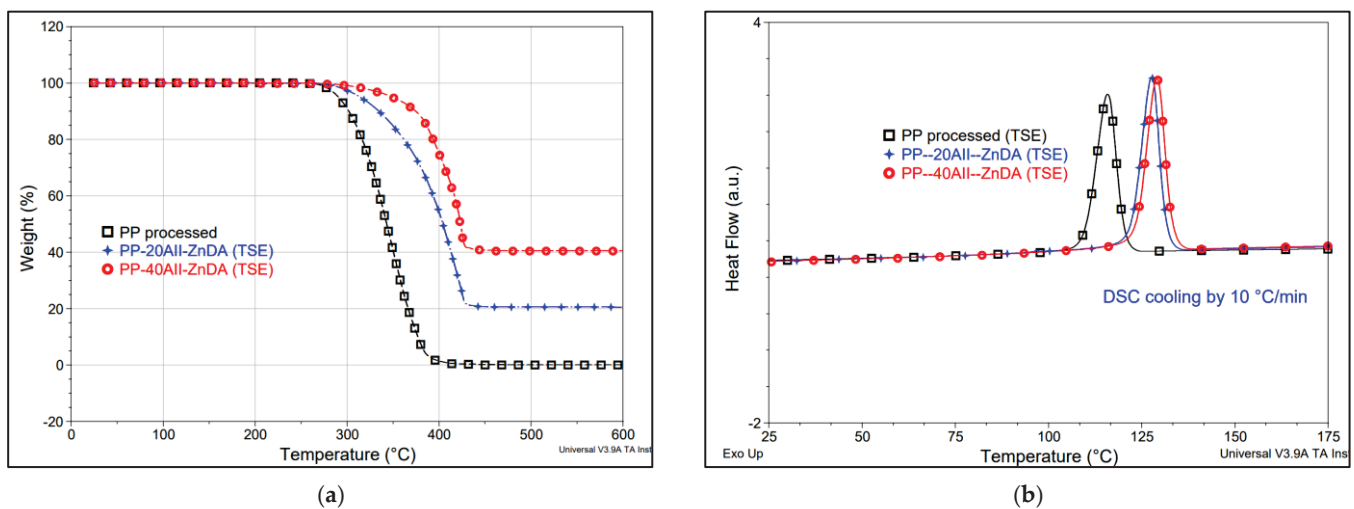 120
100
80
60
40
20
0
-20
Weight (%)
PP processed
PP-20AII-ZnDA (TSE)
PP-40AII-ZnDA (TSE)
0 100 200 300 400 500 600
Temperature (°C)
Universal V3.9A TA Inst
(a)
4
-2
Heat Flow (a.u.)
PP processed (TSE)
PP--20AII--ZnDA (TSE)
PP--40AII--ZnDA (TSE)
DSC cooling by 10 °C/min
25 50 75 100 125 150 175
Exo Up
Temperature (°C)
Universal V3.9A TA Ins
(b)